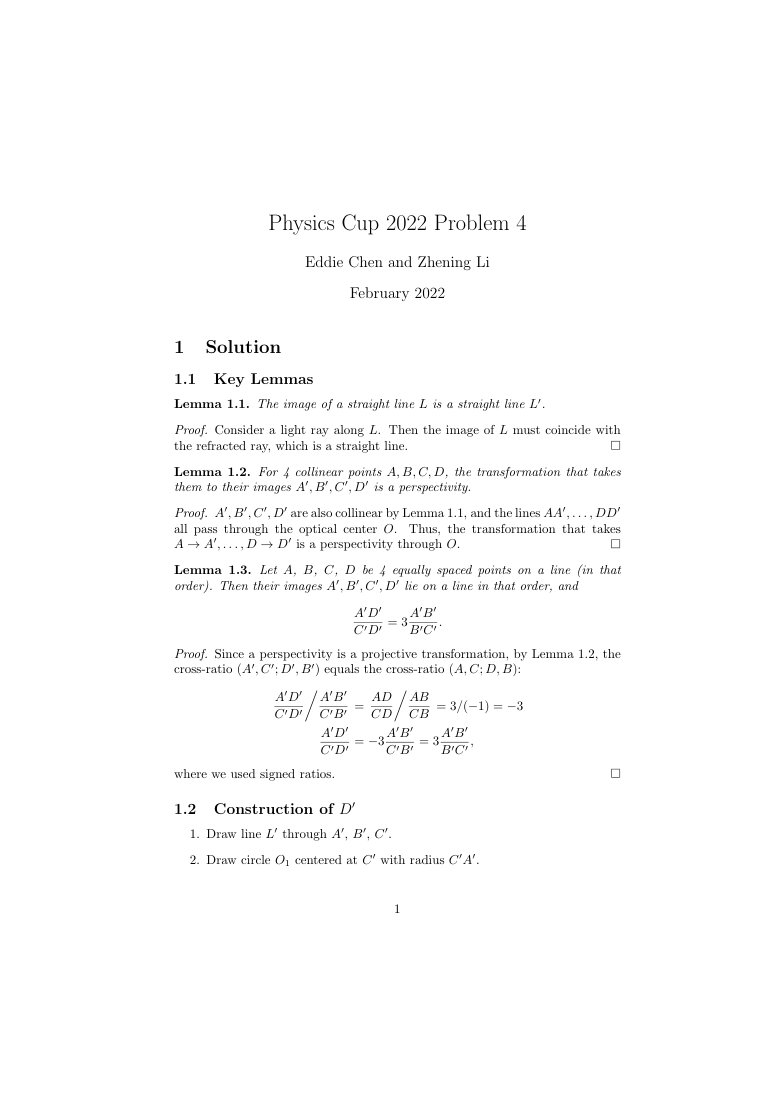 Physics Cup 2022 Problem 4
Eddie Chen and Zhening Li
February 2022
1 Solution
1.1 Key Lemmas
Lemma 1.1. The image of a straight line L is a straight line L′.
Proof. Consider a light ray along L. Then the image of L must coincide with
the refracted ray, which is a straight line. □
Lemma 1.2. For 4 collinear points A, B, C, D, the transformation that takes
them to their images A′, B′, C′, D′ is a perspectivity.
Proof. A′, B′, C′, D′ are also collinear by Lemma 1.1, and the lines AA′, . . . , DD′
all pass through the optical center O. Thus, the transformation that takes
A → A′, . . . , D → D′ is a perspectivity through O. □
Lemma 1.3. Let A, B, C, D be 4 equally spaced points on a line (in that
order). Then their images A′, B′, C′, D′ lie on a line in that order, and
A′D′/C′D′ = 3 A′B′/B′C′.
Proof. Since a perspectivity is a projective transformation, by Lemma 1.2, the
cross-ratio (A′, C′; D′, B′) equals the cross-ratio (A, C; D, B):
A′D′/C′D′ / A′B′/C′B′ = AD/CD / AB/CB = 3/(−1) = −3
A′D′/C′D′ = −3 A′B′/C′B′ = 3 A′B′/B′C′,
where we used signed ratios. □
1.2 Construction of D′
1. Draw line L′ through A′, B′, C′.
2. Draw circle O₁ centered at C′ with radius C′A′.
1